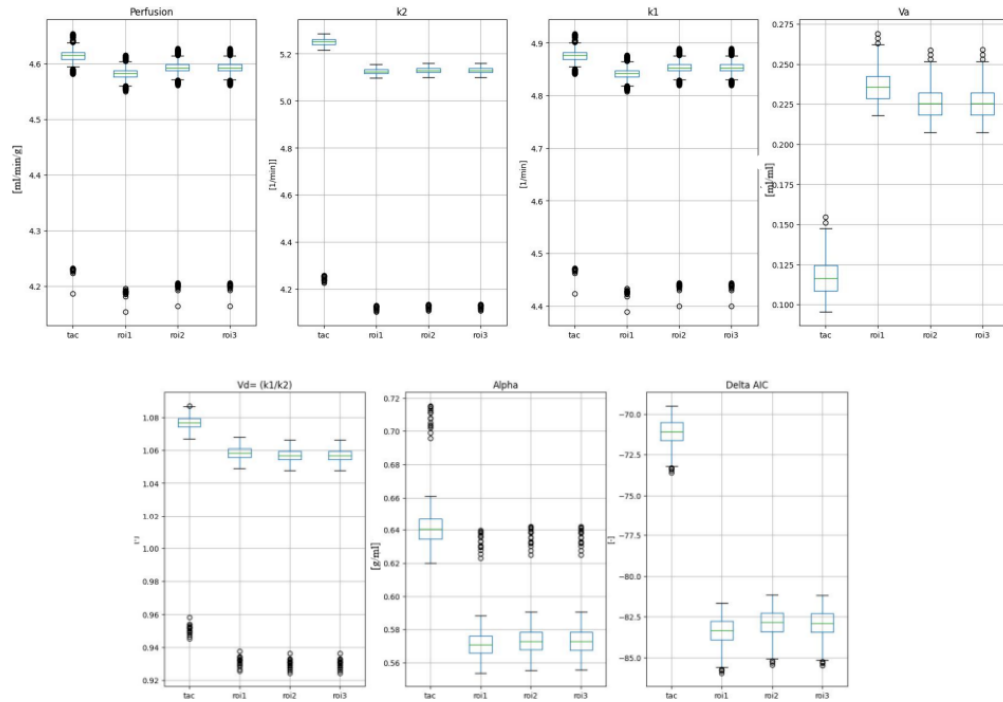 Perfusion
[ml/min/g]
4.6
4.5
4.4
4.3
4.2
tac roi1 roi2 roi3
k2
[1/min]]
5.2
5.0
4.8
4.6
4.4
4.2
tac roi1 roi2 roi3
k1
[1/min]
4.9
4.8
4.7
4.6
4.5
4.4
tac roi1 roi2 roi3
Va
[ml/ml]
0.275
0.250
0.225
0.200
0.175
0.150
0.125
0.100
tac roi1 roi2 roi3
Vd= (k1/k2)
[-]
1.08
1.06
1.04
1.02
1.00
0.98
0.96
0.94
0.92
tac roi1 roi2 roi3
Alpha
[g/ml]
0.72
0.70
0.68
0.66
0.64
0.62
0.60
0.58
0.56
tac roi1 roi2 roi3
Delta AIC
[-]
−70.0
−72.5
−75.0
−77.5
−80.0
−82.5
−85.0
tac roi1 roi2 roi3